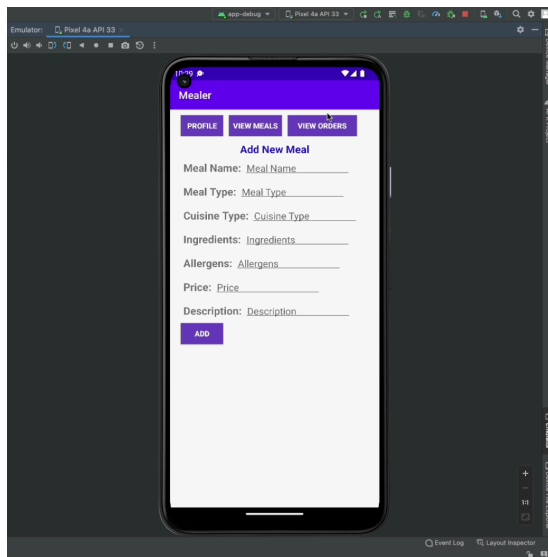 app-debug Pixel 4a API 33
Emulator: Pixel 4a API 33
10:29
Mealer
PROFILE VIEW MEALS VIEW ORDERS
Add New Meal
Meal Name: Meal Name
Meal Type: Meal Type
Cuisine Type: Cuisine Type
Ingredients: Ingredients
Allergens: Allergens
Price: Price
Description: Description
ADD
1:1
Event Log Layout Inspector